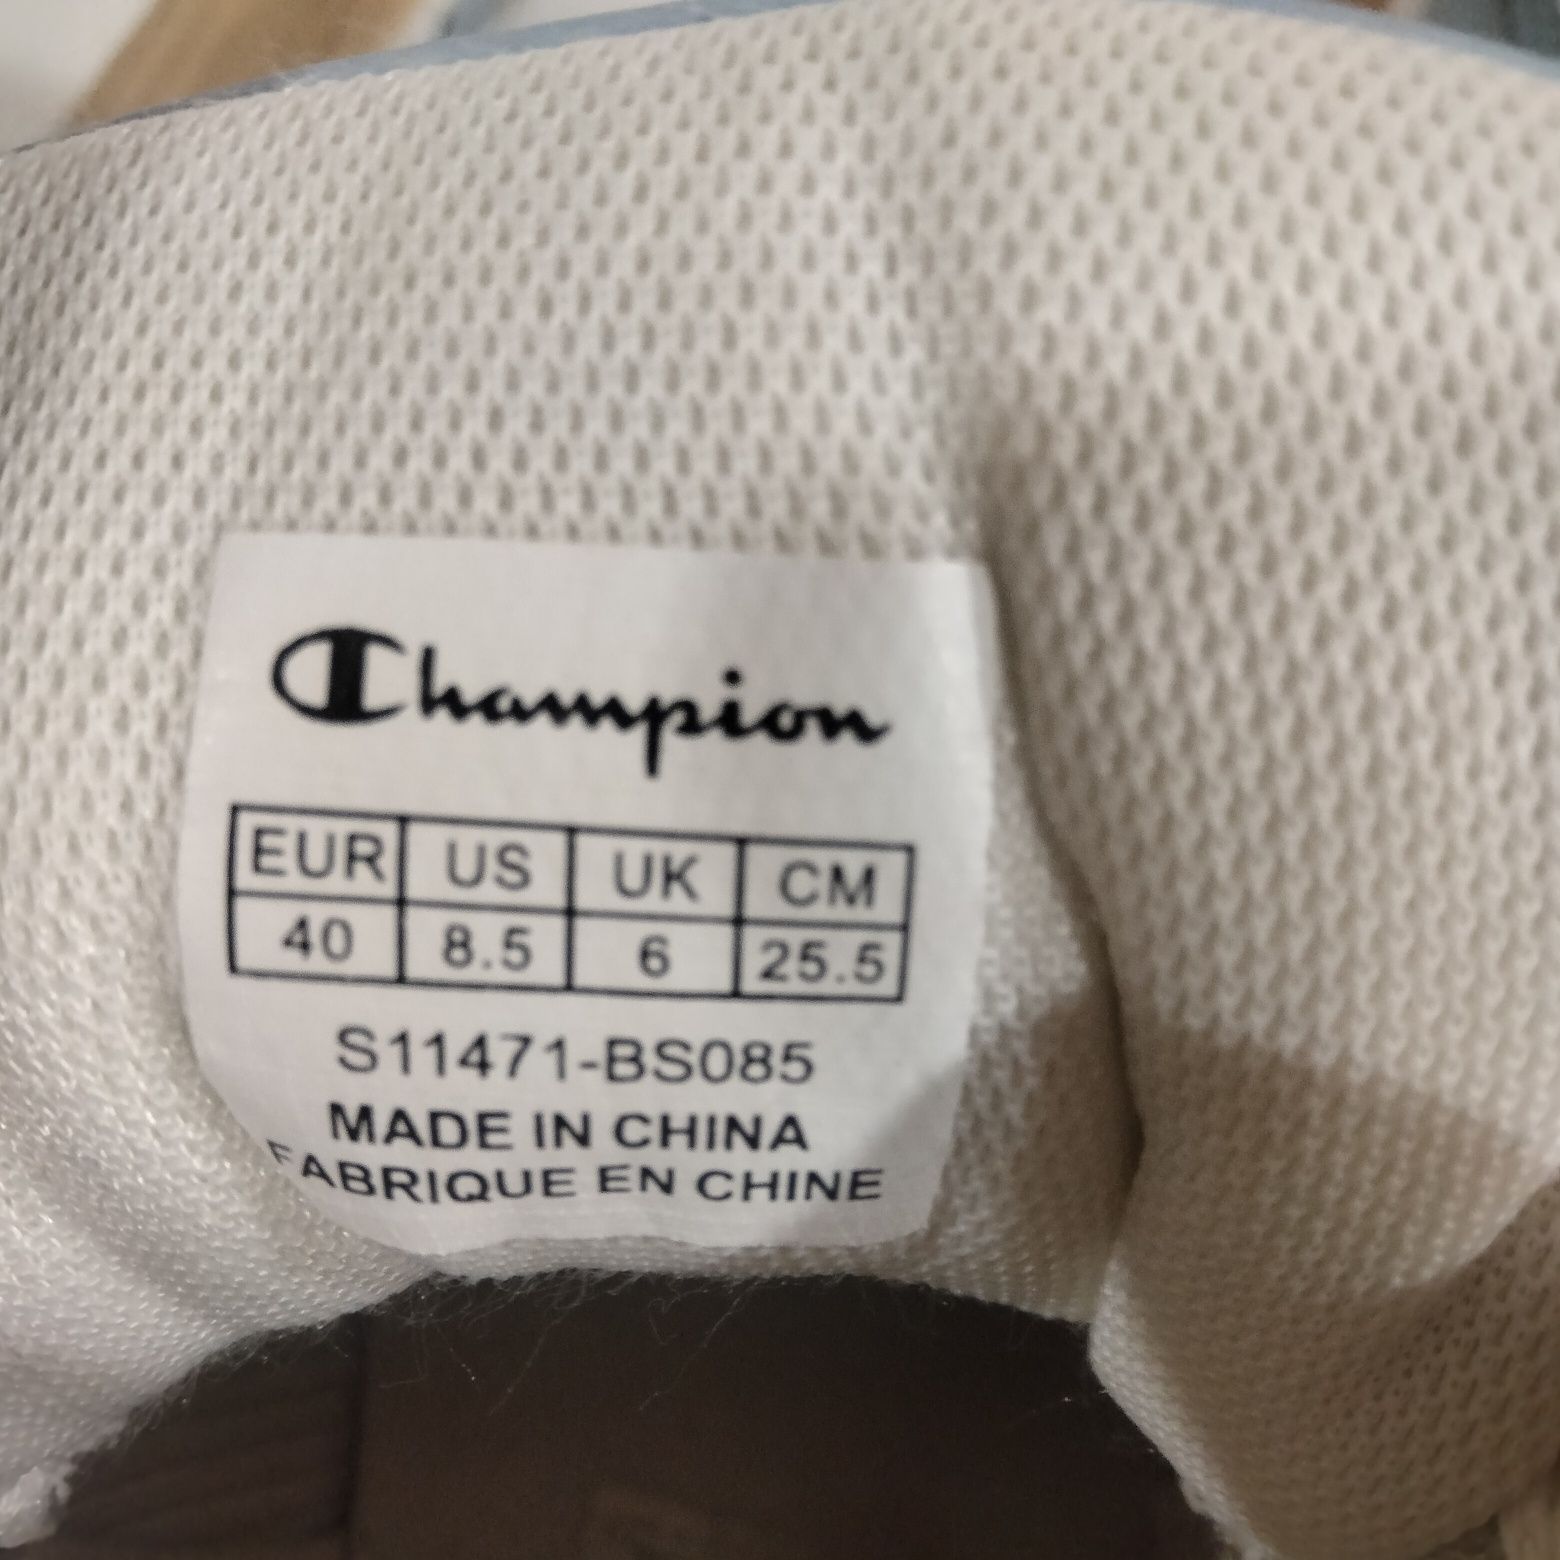 Champion
EUR US UK CM
40 8.5 6 25.5
S11471-BS085
MADE IN CHINA
FABRIQUE EN CHINE